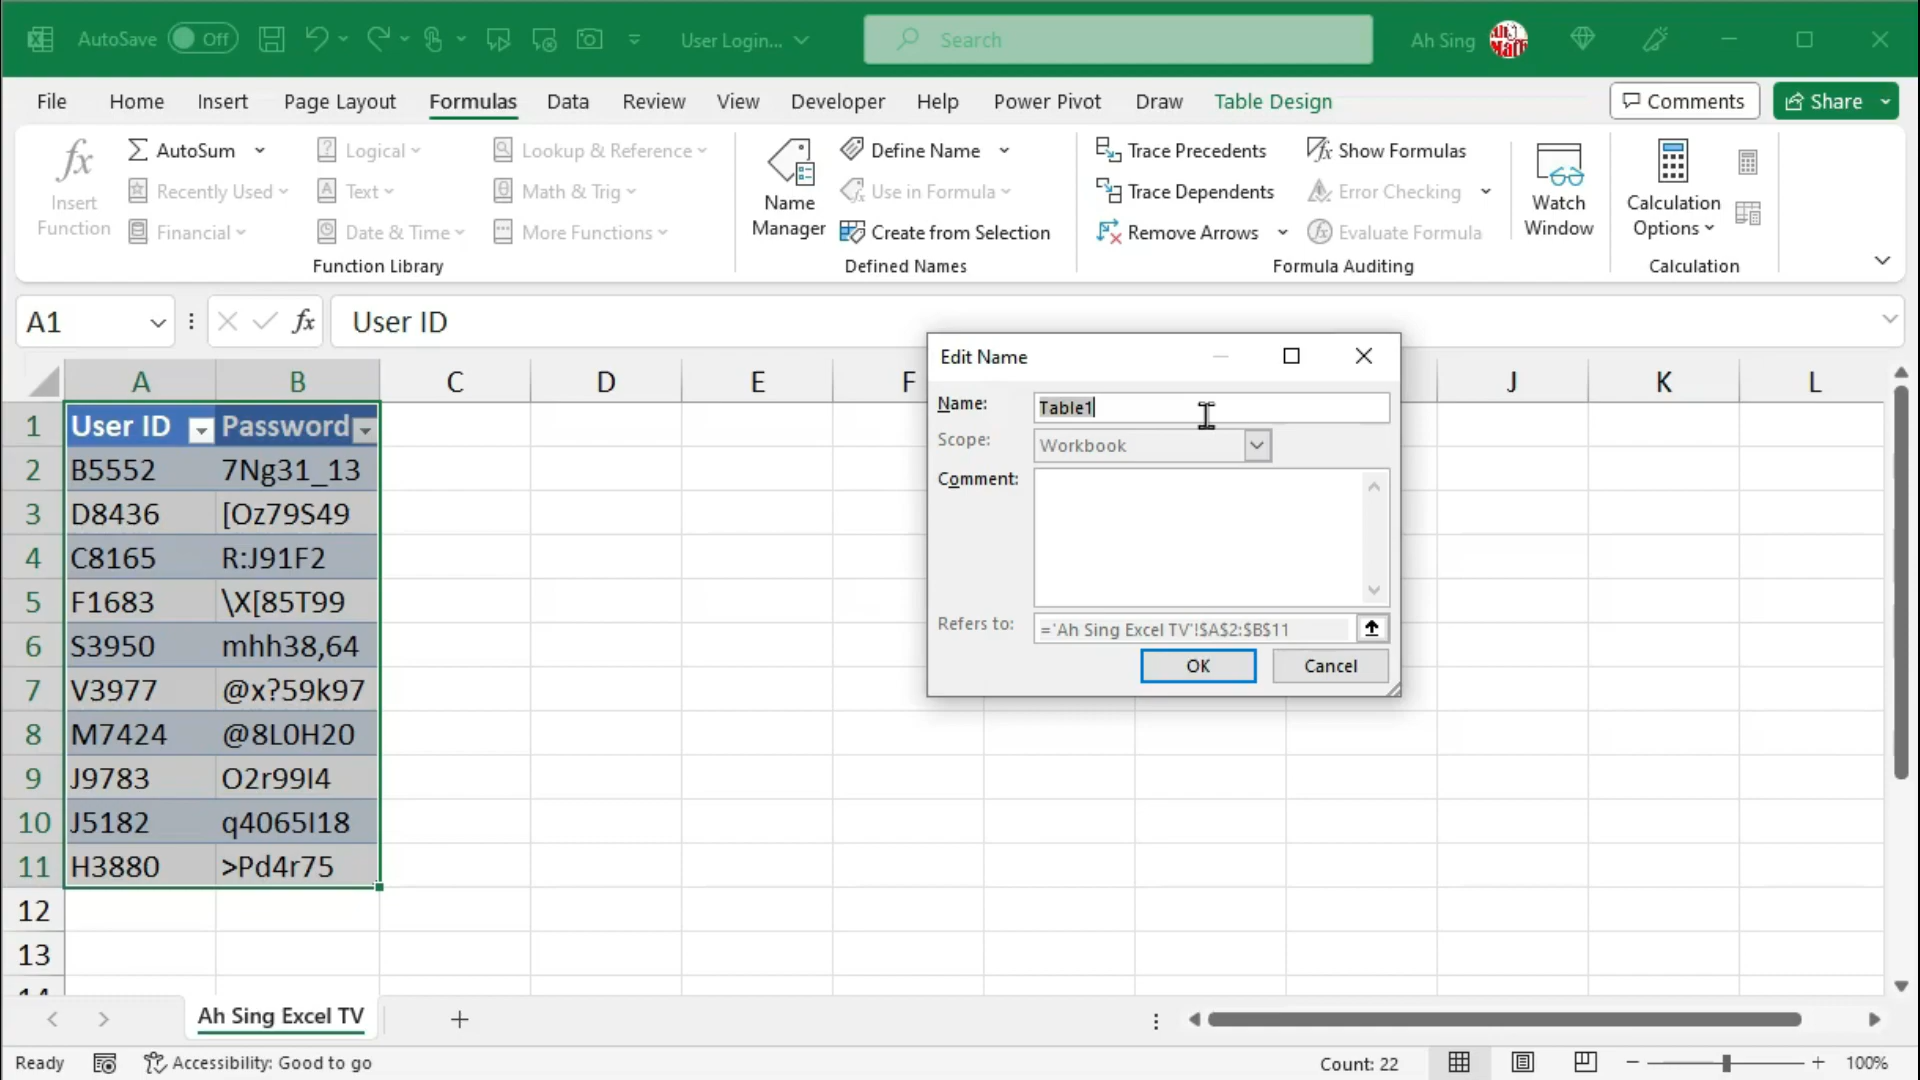 AutoSave Off User Login... Search Ah Sing
File Home Insert Page Layout Formulas Data Review View Developer Help Power Pivot Draw Table Design Comments Share
Insert Function
AutoSum
Recently Used
Financial
Logical
Text
Date & Time
Lookup & Reference
Math & Trig
More Functions
Function Library
Name Manager
Define Name
Use in Formula
Create from Selection
Defined Names
Trace Precedents
Trace Dependents
Remove Arrows
Show Formulas
Error Checking
Evaluate Formula
Formula Auditing
Watch Window
Calculation Options
Calculation
A1 fx User ID
A B C D E F J K L
1 User ID Password
2 B5552 7Ng31_13
3 D8436 [Oz79S49
4 C8165 R:J91F2
5 F1683 \X[85T99
6 S3950 mhh38,64
7 V3977 @x?59k97
8 M7424 @8L0H20
9 J9783 O2r99I4
10 J5182 q4065I18
11 H3880 >Pd4r75
12
13
Edit Name
Name: Table1
Scope: Workbook
Comment:
Refers to: ='Ah Sing Excel TV'!$A$2:$B$11
OK Cancel
Ah Sing Excel TV
Ready Accessibility: Good to go Count: 22 100%